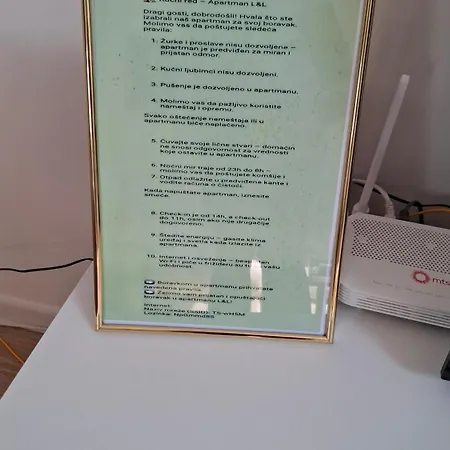 Kućni red – Apartman L&L
Dragi gosti, dobrodošli! Hvala što ste
izabrali naš apartman za svoj boravak.
Molimo vas da poštujete sledeća
pravila:
1. Žurke i proslave nisu dozvoljene –
apartman je predviđen za miran i
prijatan odmor.
2. Kućni ljubimci nisu dozvoljeni.
3. Pušenje je dozvoljeno u apartmanu.
4. Molimo vas da pažljivo koristite
nameštaj i opremu.
Svako oštećenje nameštaja ili u
apartmanu biće naplaćeno.
5. Čuvajte svoje lične stvari – domaćin
ne snosi odgovornost za vrednosti
koje ostavite u apartmanu.
6. Noćni mir traje od 23h do 8h –
molimo vas da poštujete komšije i
7. Otpad odlažite u predviđene kante i
vodite računa o čistoći.
Kada napuštate apartman, iznesite
smeće.
8. Check-in je od 14h, a check-out
do 11h, osim ako nije drugačije
dogovoreno.
9. Štedite energiju – gasite klima
uređaj i svetla kada izlazite iz
apartmana.
10. Internet i osveženje – besplatan
Wi-Fi i piće u frižideru su tu za vašu
udobnost.
Boravkom u apartmanu prihvatate
navedena pravila.
Želimo vam prijatan i opuštajući
boravak u apartmanu L&L!
Internet:
Naziv mreže (SSID):
Lozinka:
mts